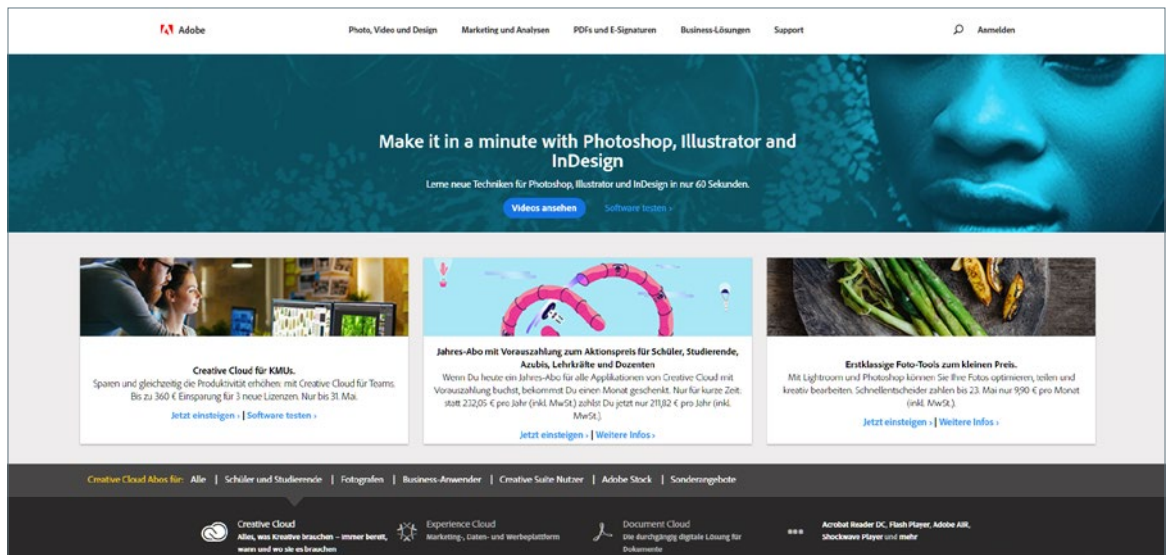 Adobe
Photo, Video und Design
Marketing und Analysen
PDFs und E-Signaturen
Business-Lösungen
Support
Anmelden
Make it in a minute with Photoshop, Illustrator and
InDesign
Lerne neue Techniken für Photoshop, Illustrator und InDesign in nur 60 Sekunden.
Videos ansehen
Software testen ›
Creative Cloud für KMUs.
Sparen und gleichzeitig die Produktivität erhöhen: mit Creative Cloud für Teams.
Bis zu 360 € Einsparung für 3 neue Lizenzen. Nur bis 31. Mai.
Jetzt einsteigen › | Software testen ›
Jahres-Abo mit Vorauszahlung zum Aktionspreis für Schüler, Studierende,
Azubis, Lehrkräfte und Dozenten
Wenn Du heute ein Jahres-Abo für alle Applikationen von Creative Cloud mit
Vorauszahlung buchst, bekommst Du einen Monat geschenkt. Nur für kurze Zeit:
statt 232,05 € pro Jahr (inkl. MwSt.) zahlst Du jetzt nur 211,82 € pro Jahr (inkl.
MwSt.).
Jetzt einsteigen › | Weitere Infos ›
Erstklassige Foto-Tools zum kleinen Preis.
Mit Lightroom und Photoshop können Sie Ihre Fotos optimieren, teilen und
kreativ bearbeiten. Schnellentscheider zahlen bis 23. Mai nur 9,90 € pro Monat
(inkl. MwSt.).
Jetzt einsteigen › | Weitere Infos ›
Creative Cloud Abos für: Alle | Schüler und Studierende | Fotografen | Business-Anwender | Creative Suite Nutzer | Adobe Stock | Sonderangebote
Creative Cloud
Alles, was Kreative brauchen – immer bereit,
wann und wo sie es brauchen
Experience Cloud
Marketing-, Daten- und Werbeplattform
Document Cloud
Die durchgängig digitale Lösung für
Dokumente
Acrobat Reader DC, Flash Player, Adobe AIR,
Shockwave Player und mehr